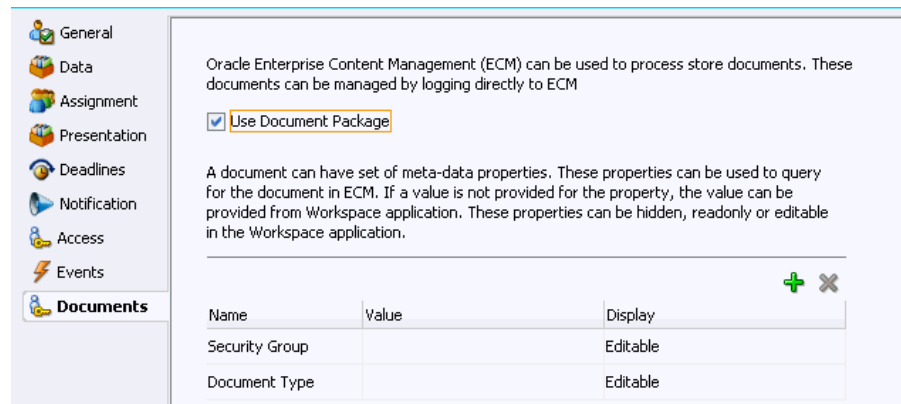 General
Data
Assignment
Presentation
Deadlines
Notification
Access
Events
Documents
Oracle Enterprise Content Management (ECM) can be used to process store documents. These
documents can be managed by logging directly to ECM
Use Document Package
A document can have set of meta-data properties. These properties can be used to query
for the document in ECM. If a value is not provided for the property, the value can be
provided from Workspace application. These properties can be hidden, readonly or editable
in the Workspace application.
Name Value Display
Security Group Editable
Document Type Editable